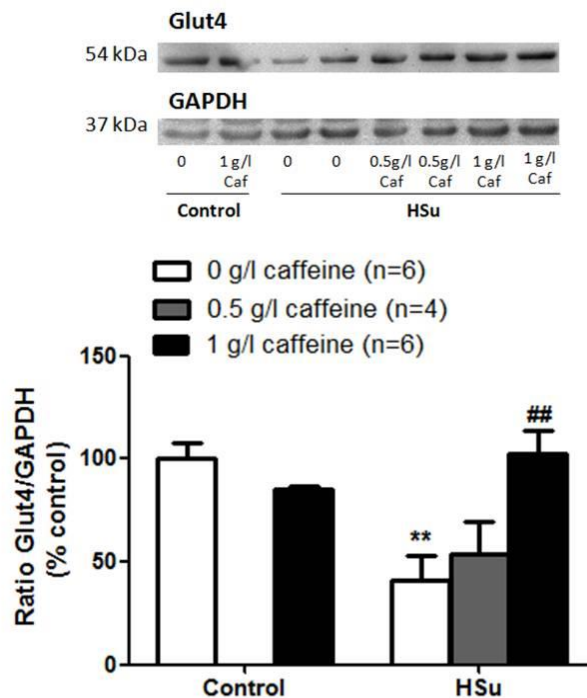 Glut4
54 kDa
GAPDH
37 kDa
0 1 g/l Caf 0 0 0.5g/l Caf 0.5g/l Caf 1 g/l Caf 1 g/l Caf
Control HSu
0 g/l caffeine (n=6)
0.5 g/l caffeine (n=4)
1 g/l caffeine (n=6)
Ratio Glut4/GAPDH
(% control)
150
100
50
0
**
##
Control HSu